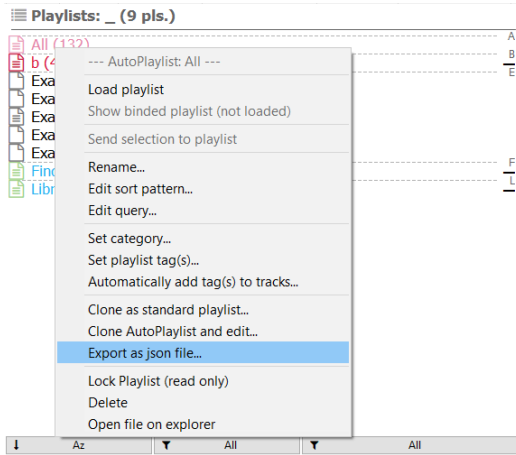 Playlists: _ (9 pls.)
All (132)
A
b (4
B
E
Exa
Exa
Exa
Exa
Exa
Find
F
Libr
L
--- AutoPlaylist: All ---
Load playlist
Show binded playlist (not loaded)
Send selection to playlist
Rename...
Edit sort pattern...
Edit query...
Set category...
Set playlist tag(s)...
Automatically add tag(s) to tracks...
Clone as standard playlist...
Clone AutoPlaylist and edit...
Export as json file...
Lock Playlist (read only)
Delete
Open file on explorer
Az
All
All